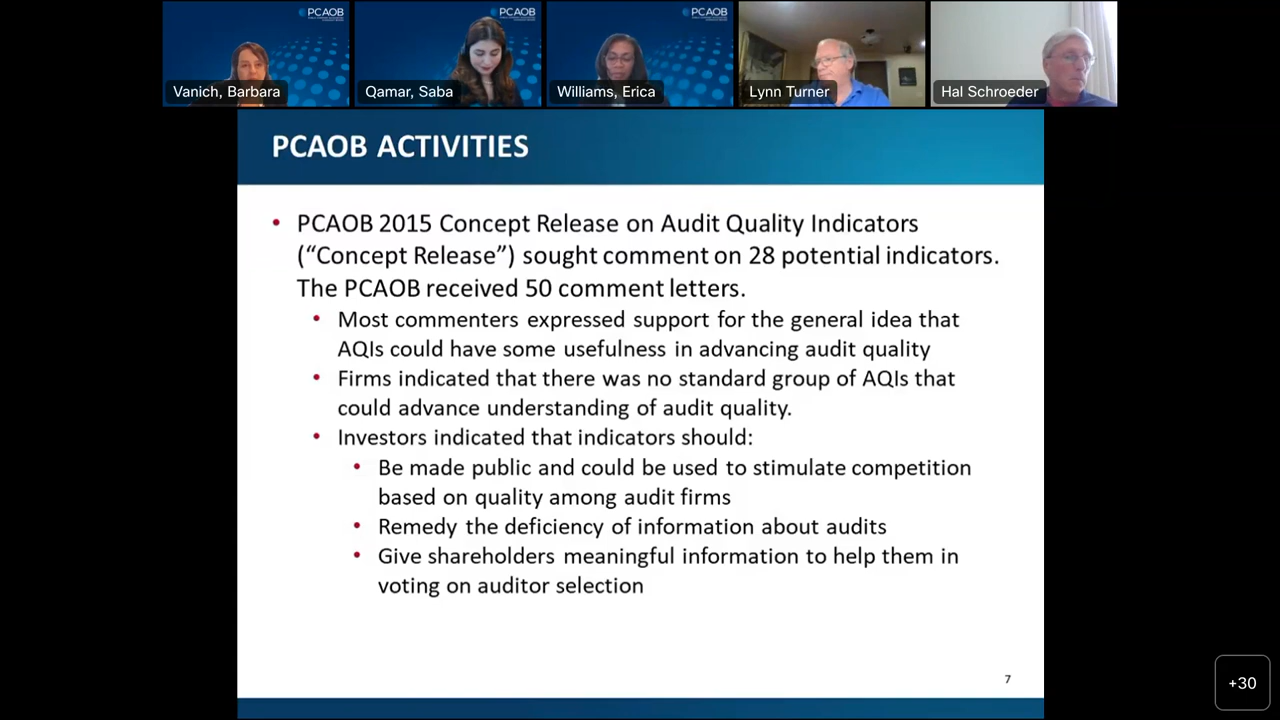 PCAOB
PCAOB
PCAOB
Vanich, Barbara
Qamar, Saba
Williams, Erica
Lynn Turner
Hal Schroeder
PCAOB ACTIVITIES
• PCAOB 2015 Concept Release on Audit Quality Indicators
(“Concept Release”) sought comment on 28 potential indicators.
The PCAOB received 50 comment letters.
• Most commenters expressed support for the general idea that
AQIs could have some usefulness in advancing audit quality
• Firms indicated that there was no standard group of AQIs that
could advance understanding of audit quality.
• Investors indicated that indicators should:
• Be made public and could be used to stimulate competition
based on quality among audit firms
• Remedy the deficiency of information about audits
• Give shareholders meaningful information to help them in
voting on auditor selection
7
+30